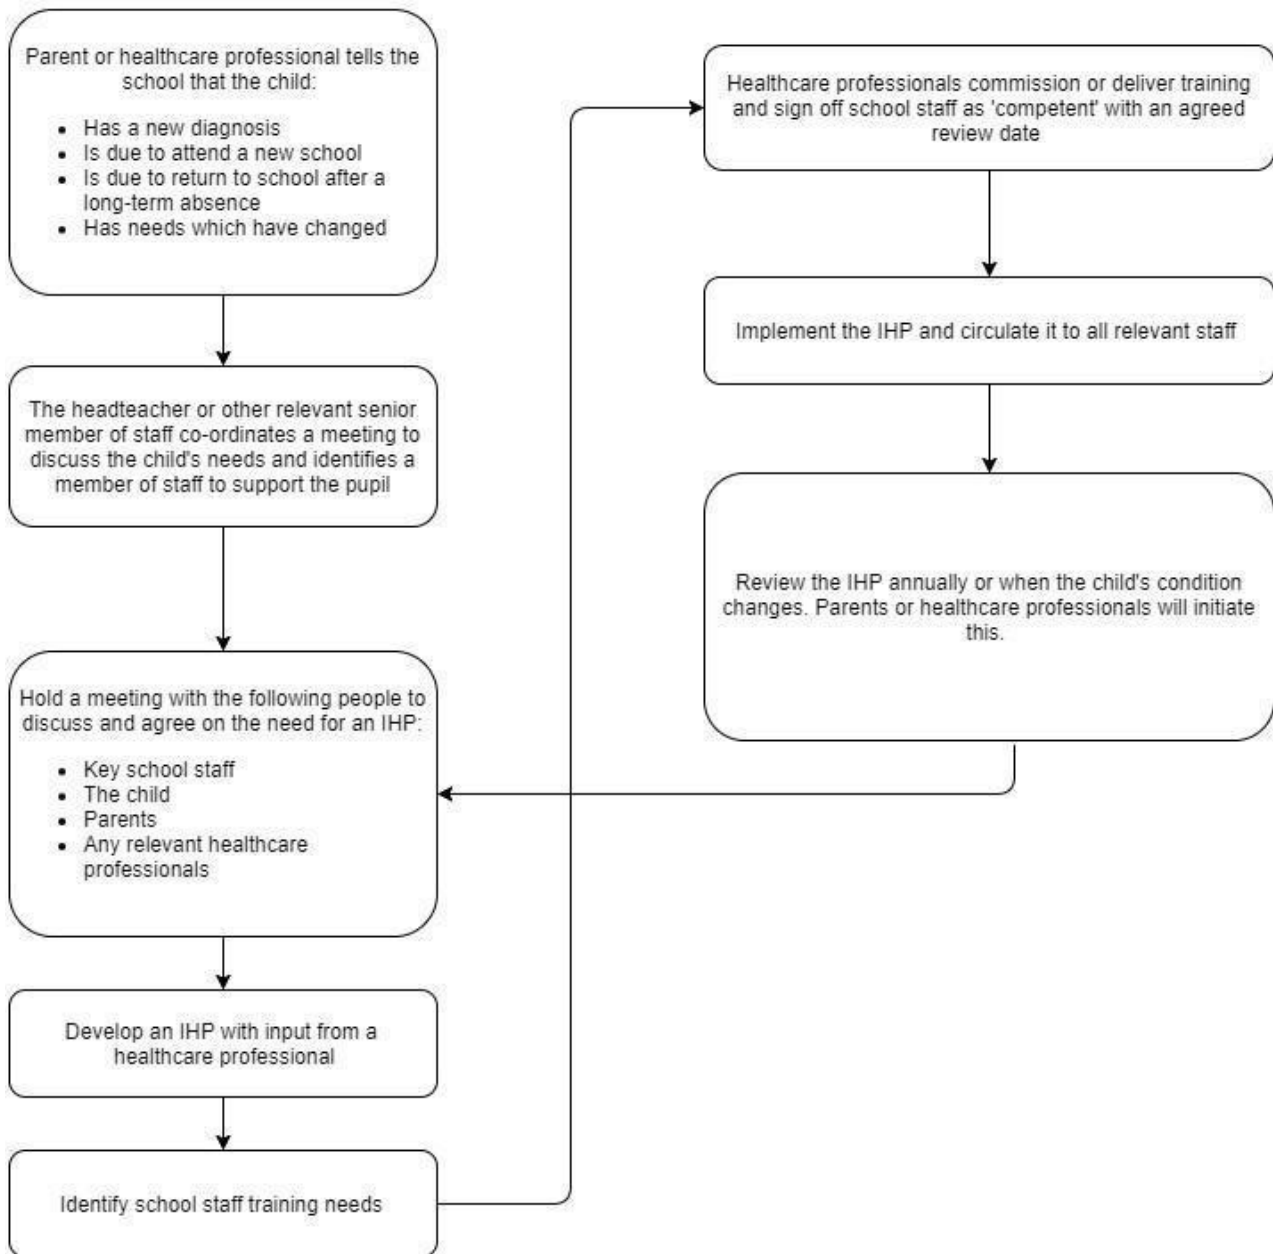 Parent or healthcare professional tells the
school that the child:
• Has a new diagnosis
• Is due to attend a new school
• Is due to return to school after a
long-term absence
• Has needs which have changed
The headteacher or other relevant senior
member of staff co-ordinates a meeting to
discuss the child's needs and identifies a
member of staff to support the pupil
Hold a meeting with the following people to
discuss and agree on the need for an IHP:
• Key school staff
• The child
• Parents
• Any relevant healthcare
professionals
Develop an IHP with input from a
healthcare professional
Identify school staff training needs
Healthcare professionals commission or deliver training
and sign off school staff as 'competent' with an agreed
review date
Implement the IHP and circulate it to all relevant staff
Review the IHP annually or when the child's condition
changes. Parents or healthcare professionals will initiate
this.